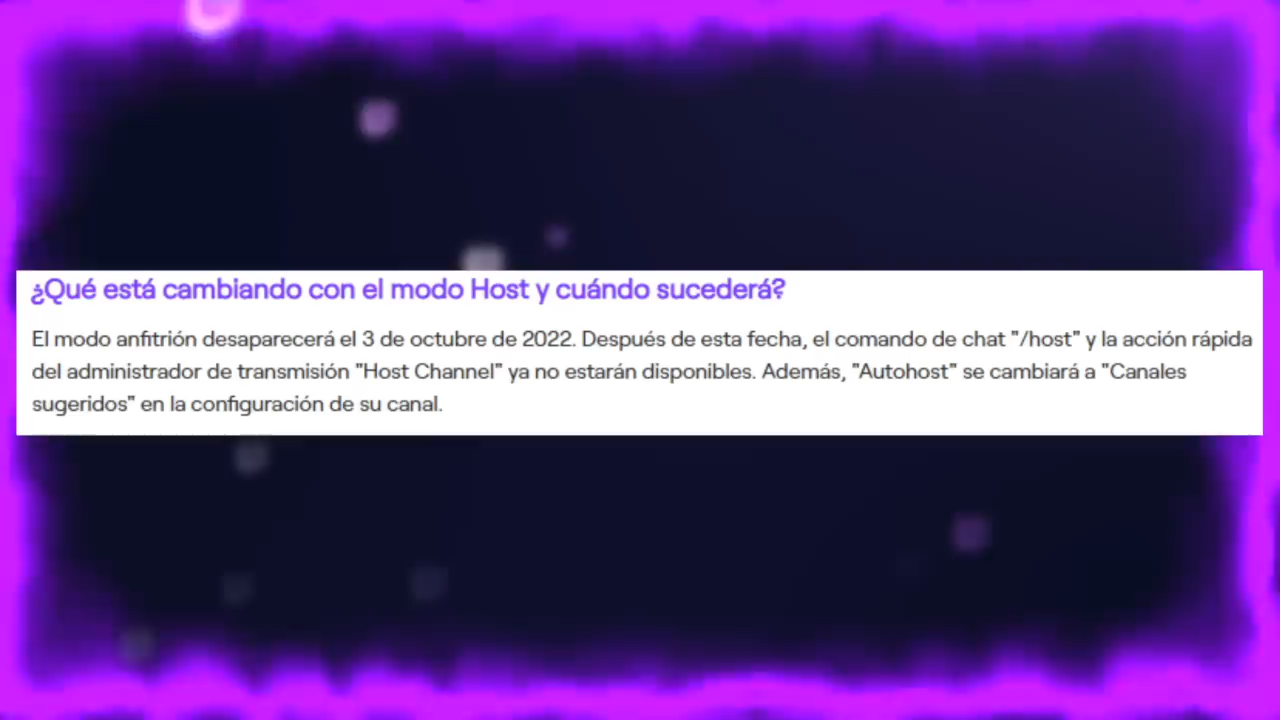 ¿Qué está cambiando con el modo Host y cuándo sucederá?
El modo anfitrión desaparecerá el 3 de octubre de 2022. Después de esta fecha, el comando de chat "/host" y la acción rápida
del administrador de transmisión "Host Channel" ya no estarán disponibles. Además, "Autohost" se cambiará a "Canales
sugeridos" en la configuración de su canal.